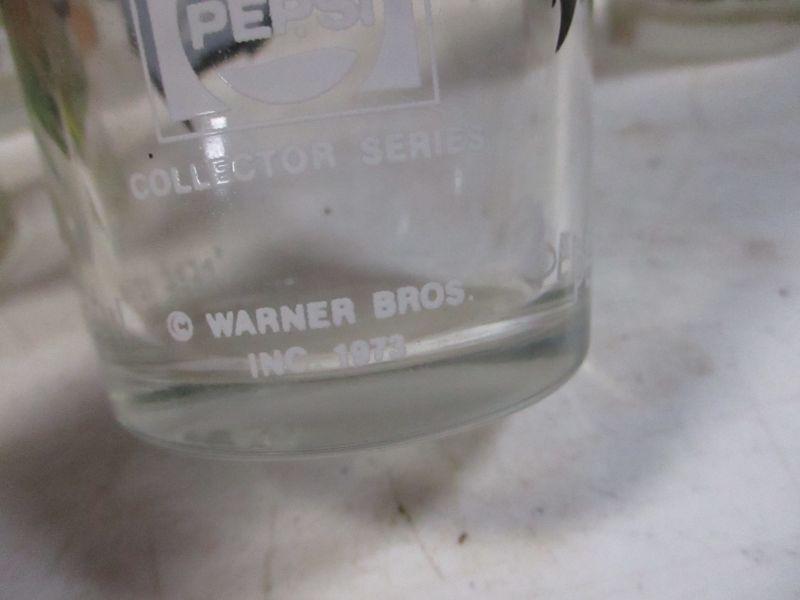 PEPSI
COLLECTOR SERIES
© WARNER BROS.
INC. 1973